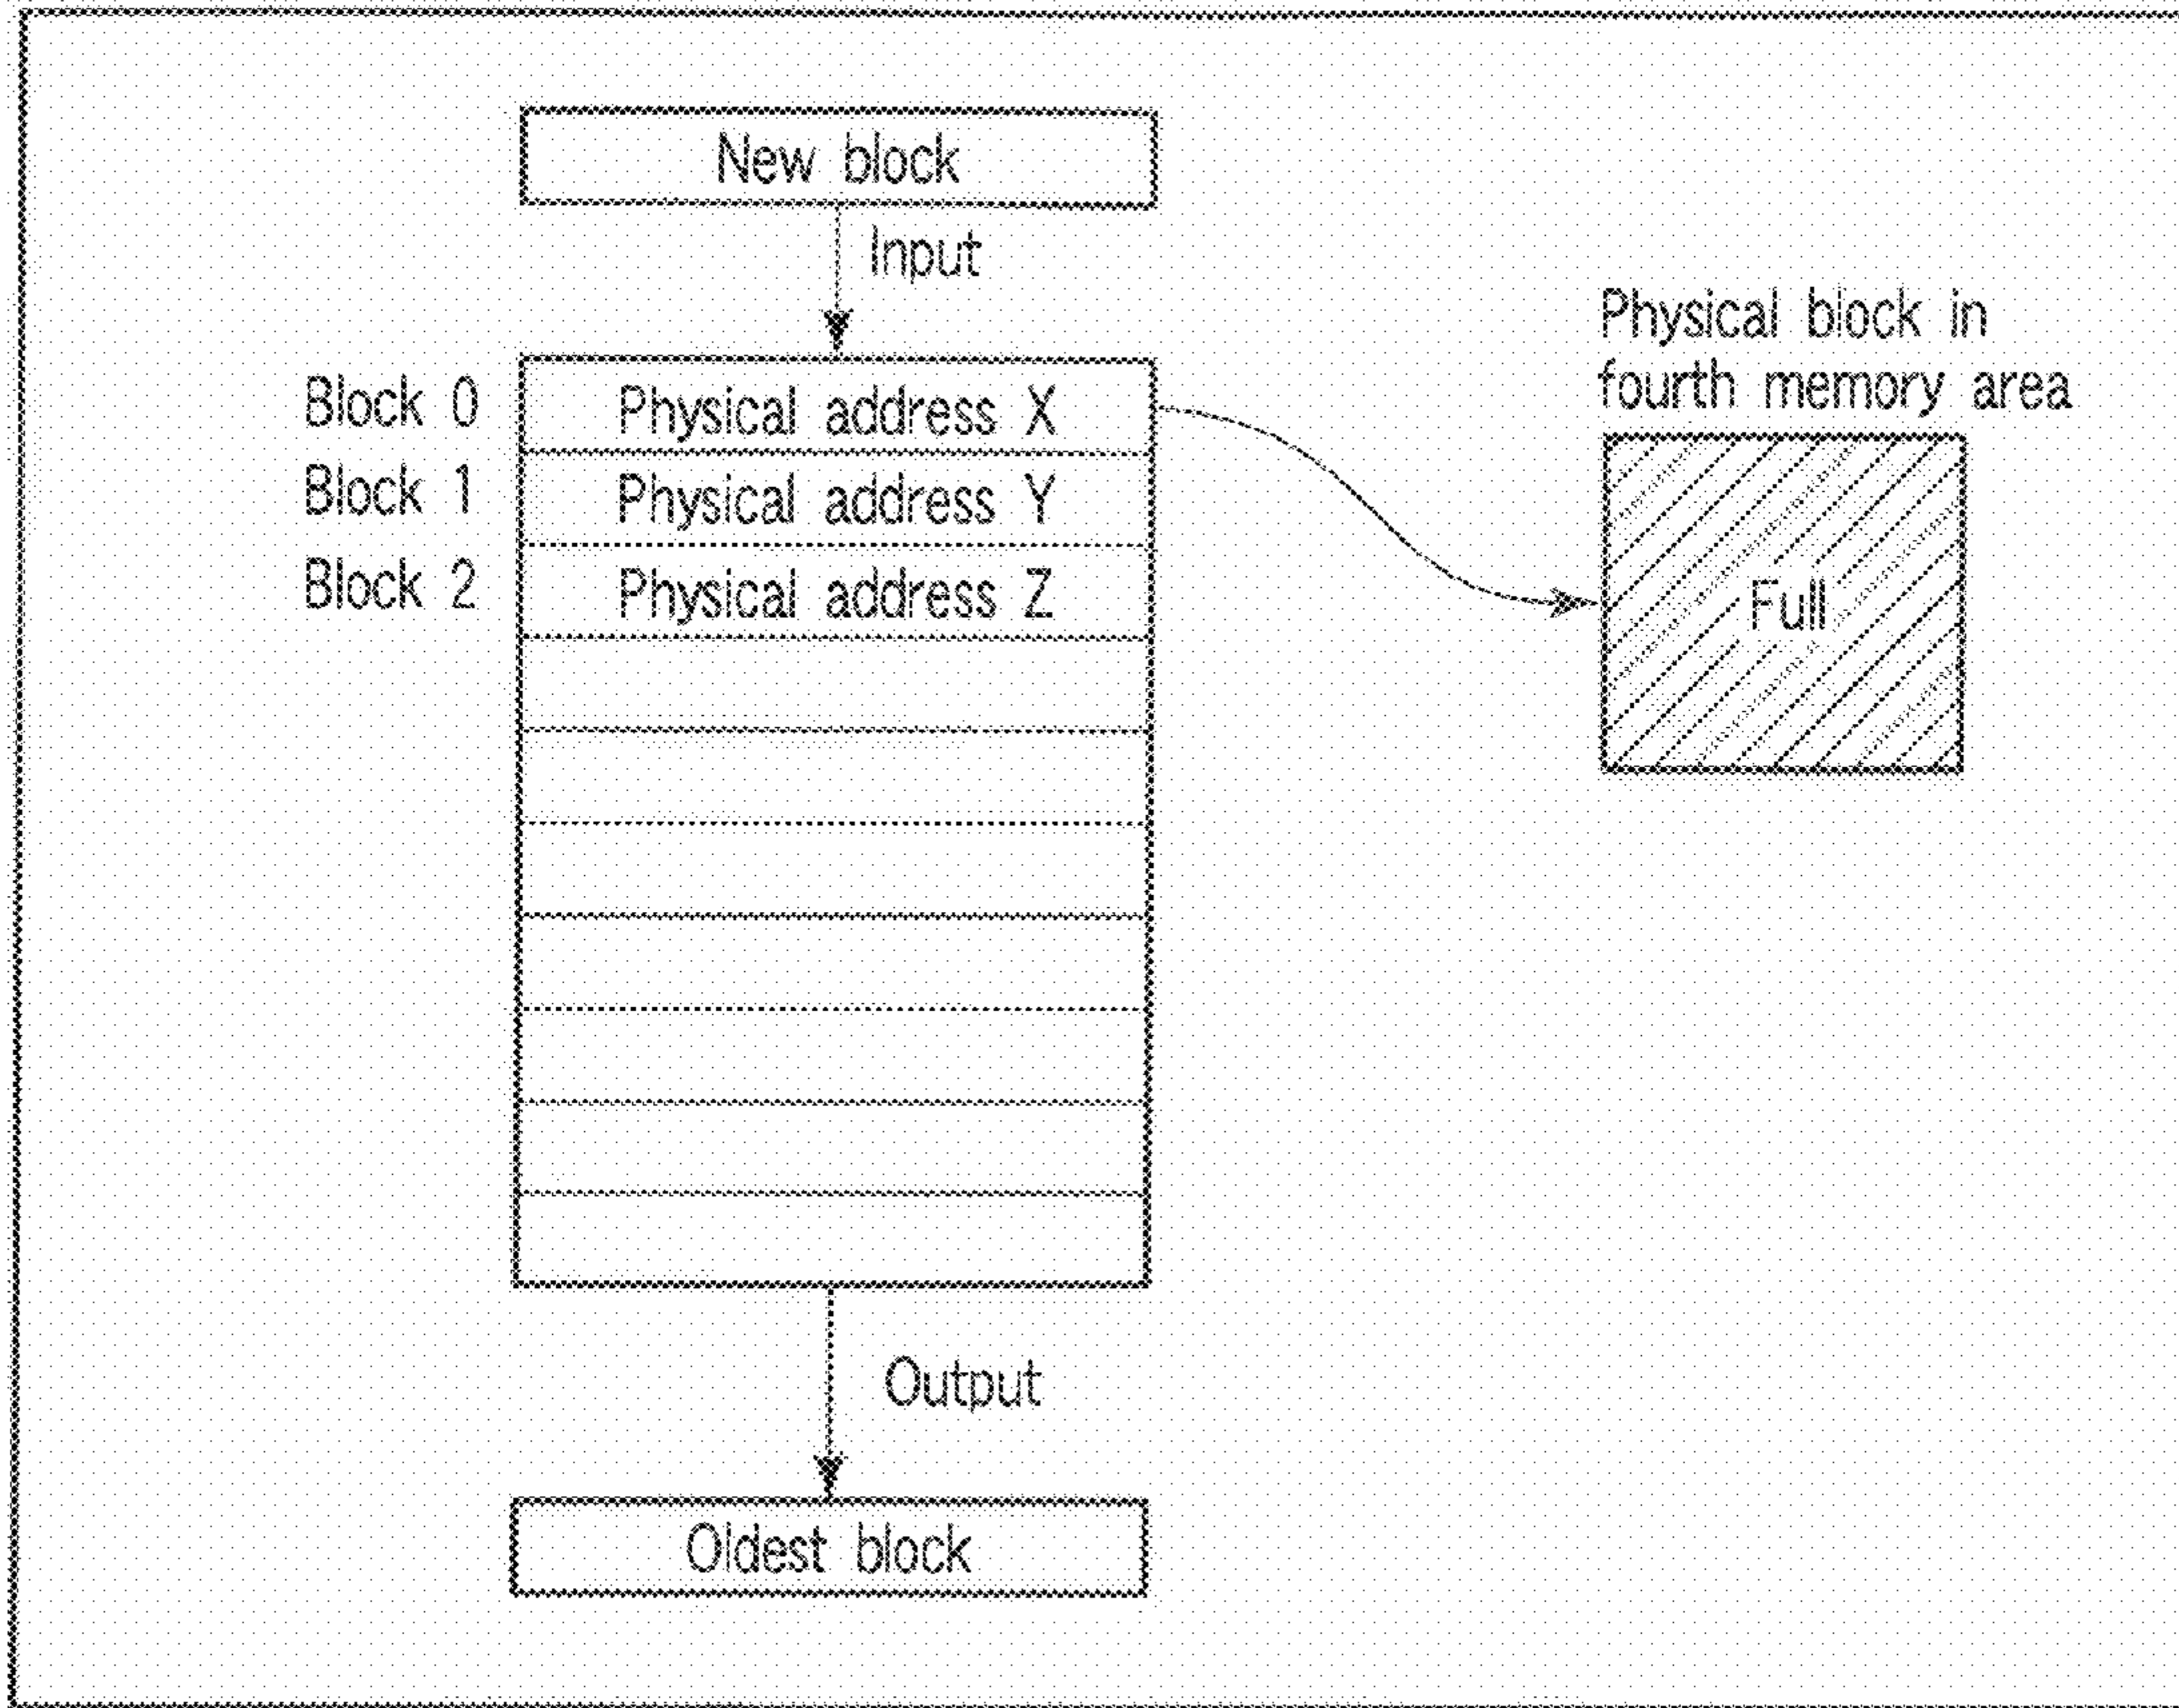 New block
Input
Physical block in
fourth memory area
Block 0 Physical address X
Block 1 Physical address Y
Block 2 Physical address Z
Full
Output
Oldest block